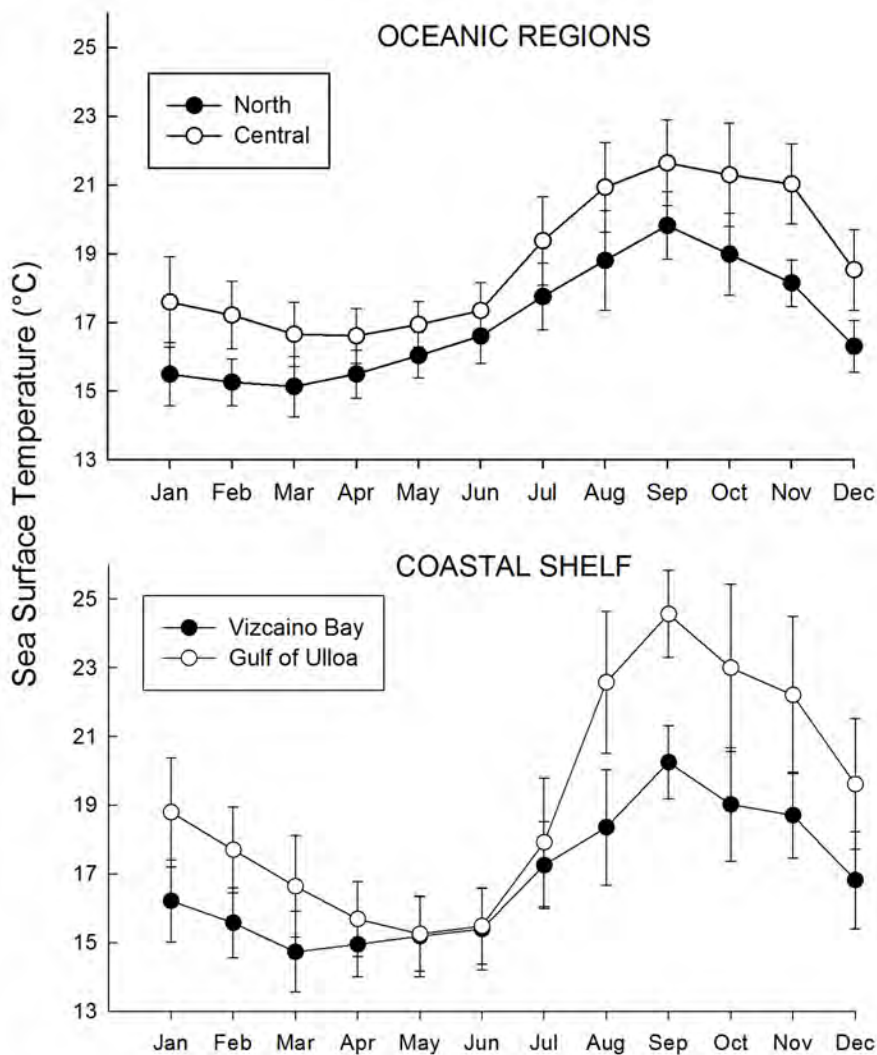 OCEANIC REGIONS
25
23
21
19
17
15
13
North
Central
Jan Feb Mar Apr May Jun Jul Aug Sep Oct Nov Dec
Sea Surface Temperature (°C)
COASTAL SHELF
25
23
21
19
17
15
13
Vizcaino Bay
Gulf of Ulloa
Jan Feb Mar Apr May Jun Jul Aug Sep Oct Nov Dec